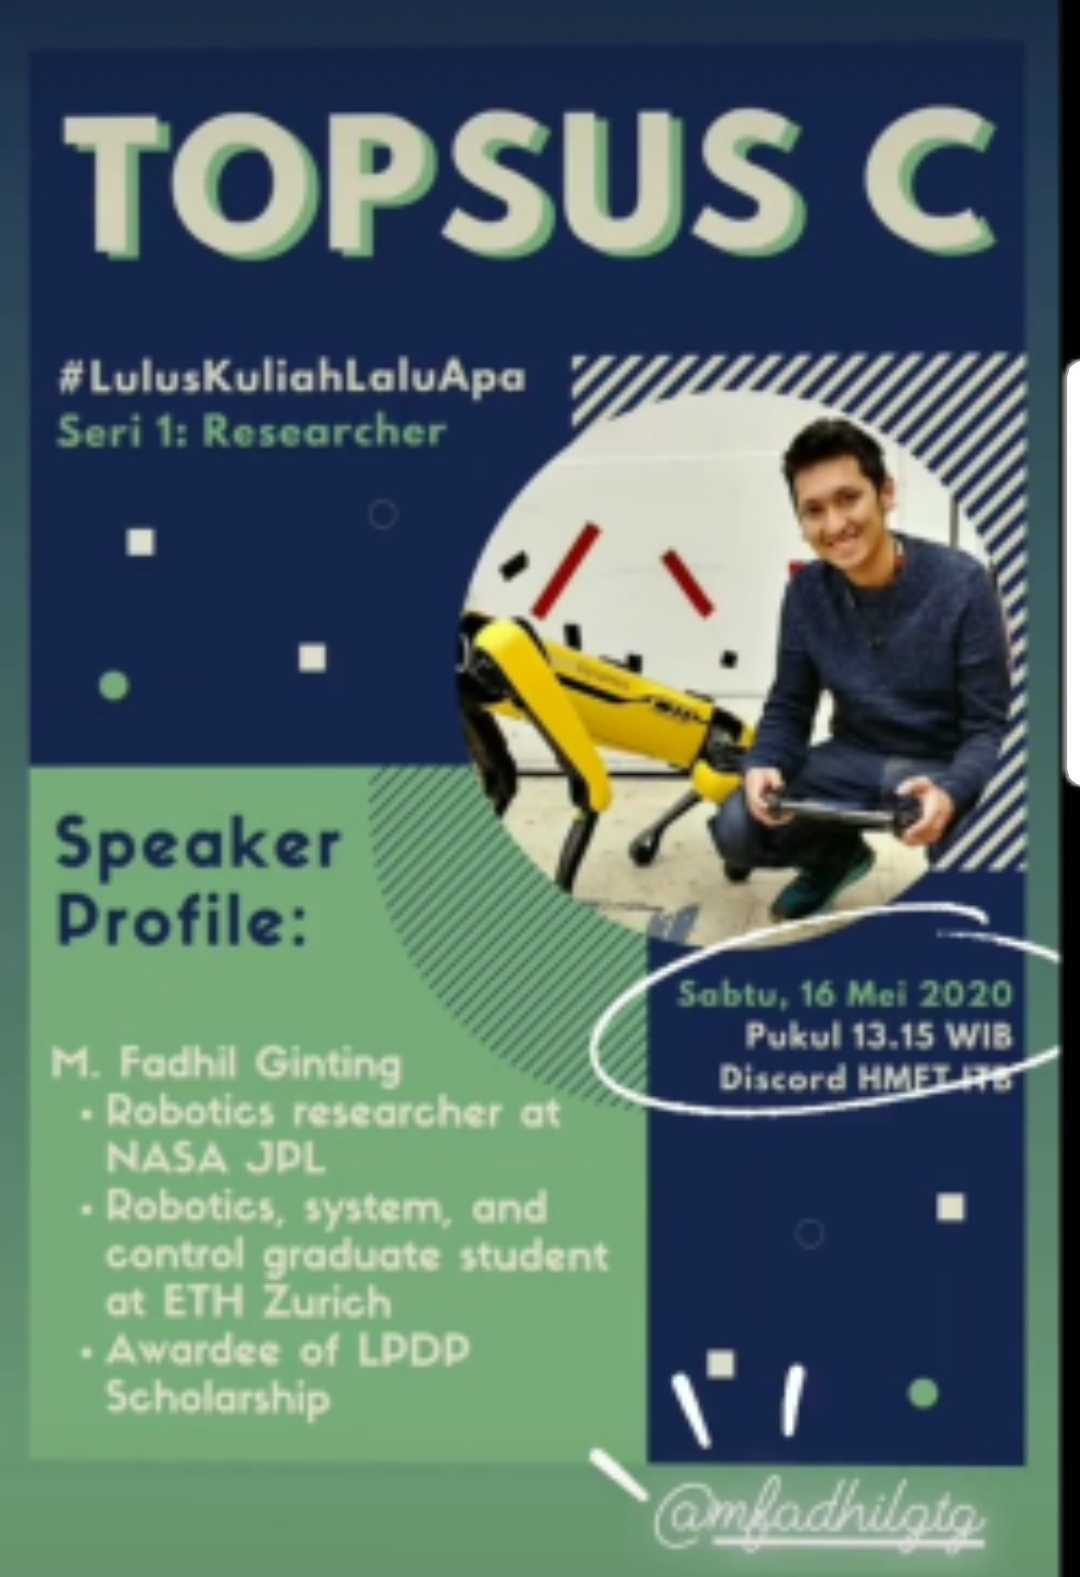 TOPSUS C
#LulusKuliahLaluApa
Seri 1: Researcher
Speaker
Profile:
M. Fadhil Ginting
• Robotics researcher at
NASA JPL
• Robotics, system, and
control graduate student
at ETH Zurich
• Awardee of LPDP
Scholarship
Sabtu, 16 Mei 2020
Pukul 13.15 WIB
Discord HMFT ITB
@mfadhilgtg